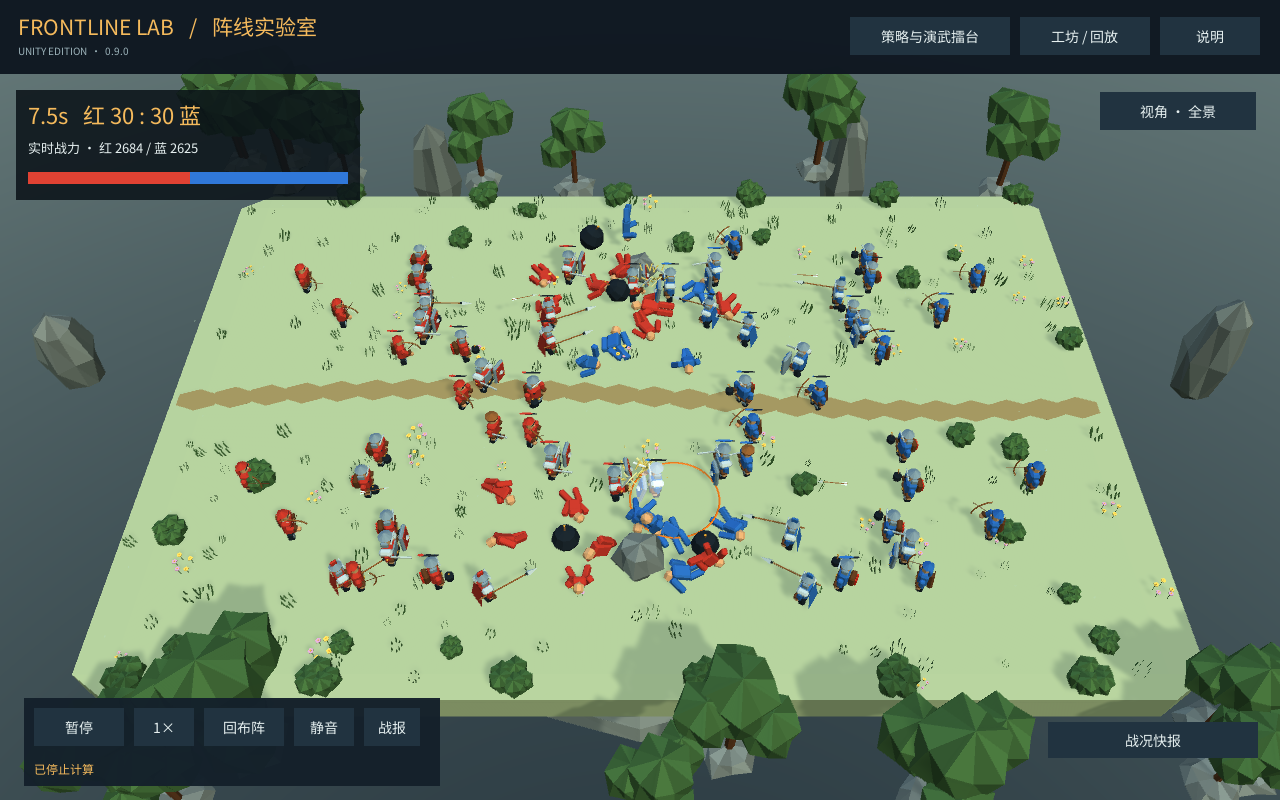 FRONTLINE LAB / 阵线实验室
UNITY EDITION · 0.9.0
策略与演武擂台
工坊 / 回放
说明
7.5s 红 30 : 30 蓝
实时战力 · 红 2684 / 蓝 2625
视角 · 全景
暂停
1×
回布阵
静音
战报
已停止计算
战况快报